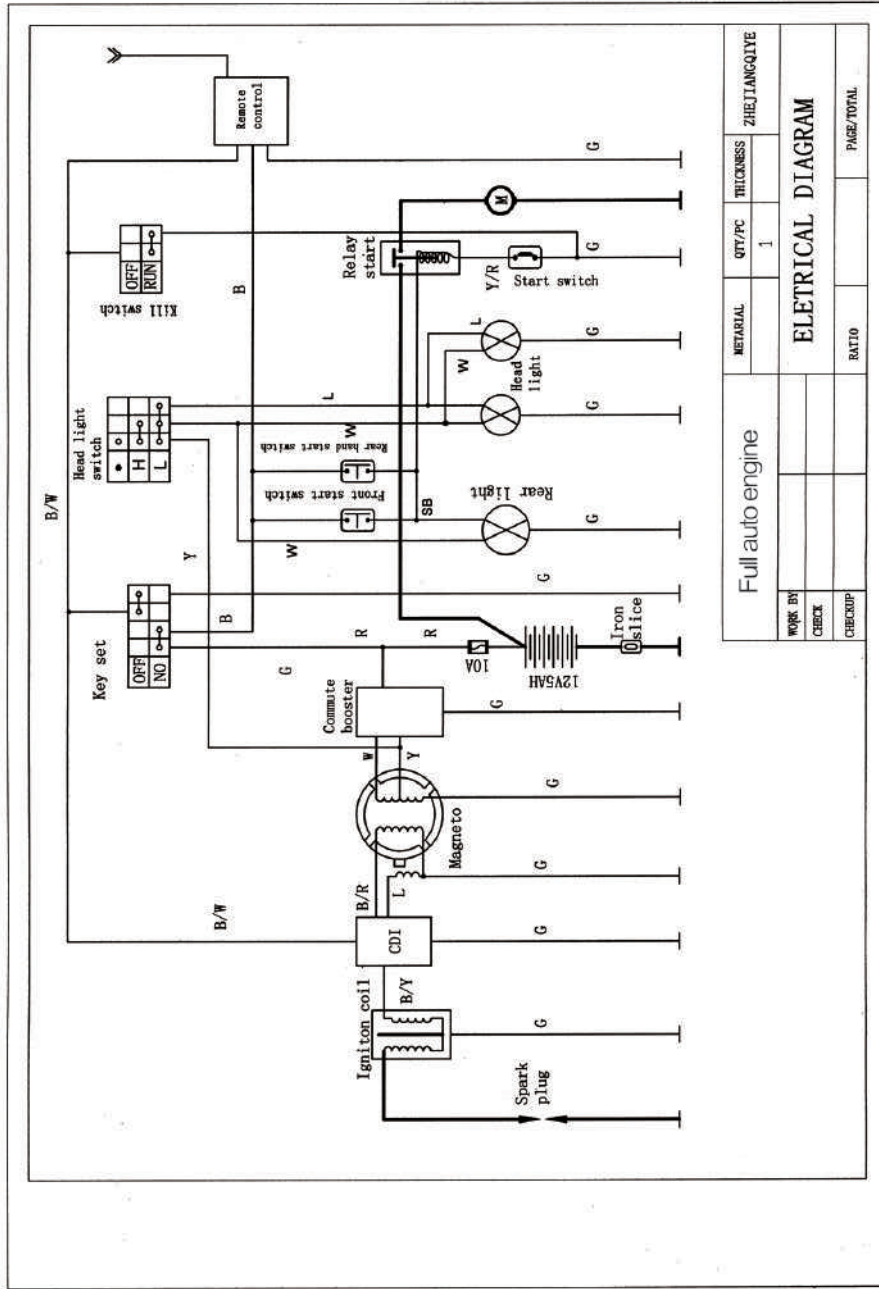 Remote
control
B/W
OFF
RUN
Kill switch
Head light
switch
H
L
Key set
OFF
NO
B
Y
L
W
B
W
Rear hand start switch
Front start switch
SB
Relay
start
M
Y/R
Start switch
G
G
L
W
Head
light
G
G
Rear light
G
G
R
R
G
10A
12V5AH
Iron
slice
Commute
booster
G
W
Y
Magneto
G
G
B/W
B/R
L
CDI
G
Igniton coil
B/Y
G
Spark
plug
Full auto engine
METARIAL
QTY/PC
THICKNESS
ZHEJIANGQIYE
1
WORK BY
CHECK
CHECKUP
ELETRICAL DIAGRAM
RATIO
PAGE/TOTAL